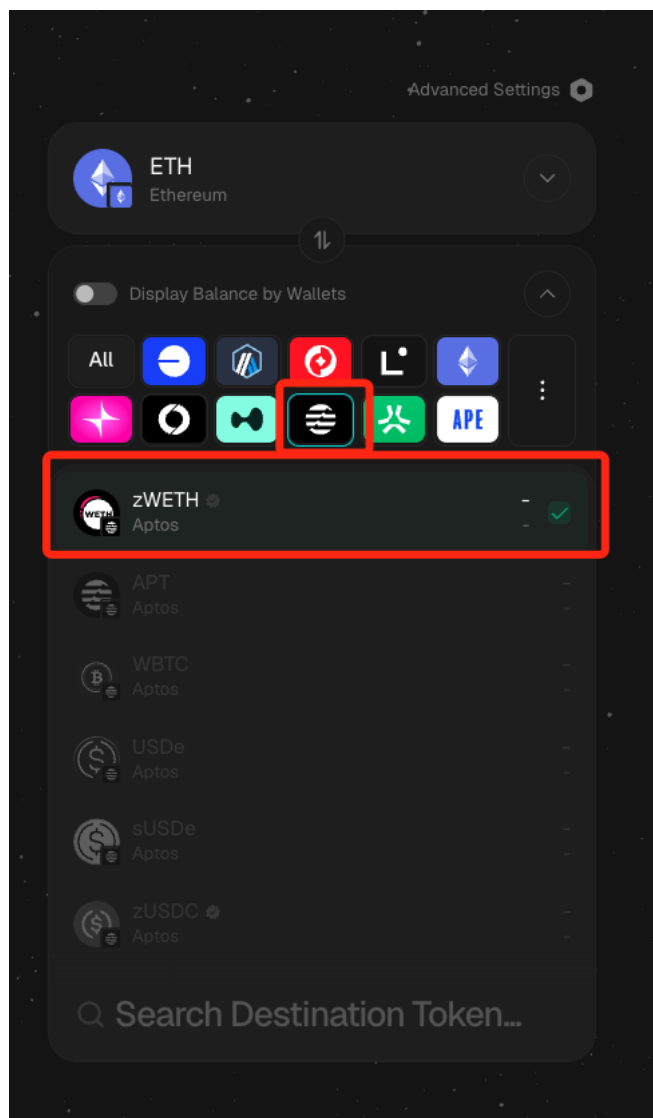 Advanced Settings
ETH
Ethereum
Display Balance by Wallets
All
L
APE
WETH
zWETH
-
Aptos
-
APT
-
Aptos
-
WBTC
-
Aptos
-
USDe
-
Aptos
-
sUSDe
-
Aptos
-
zUSDC
-
Aptos
-
Search Destination Token...